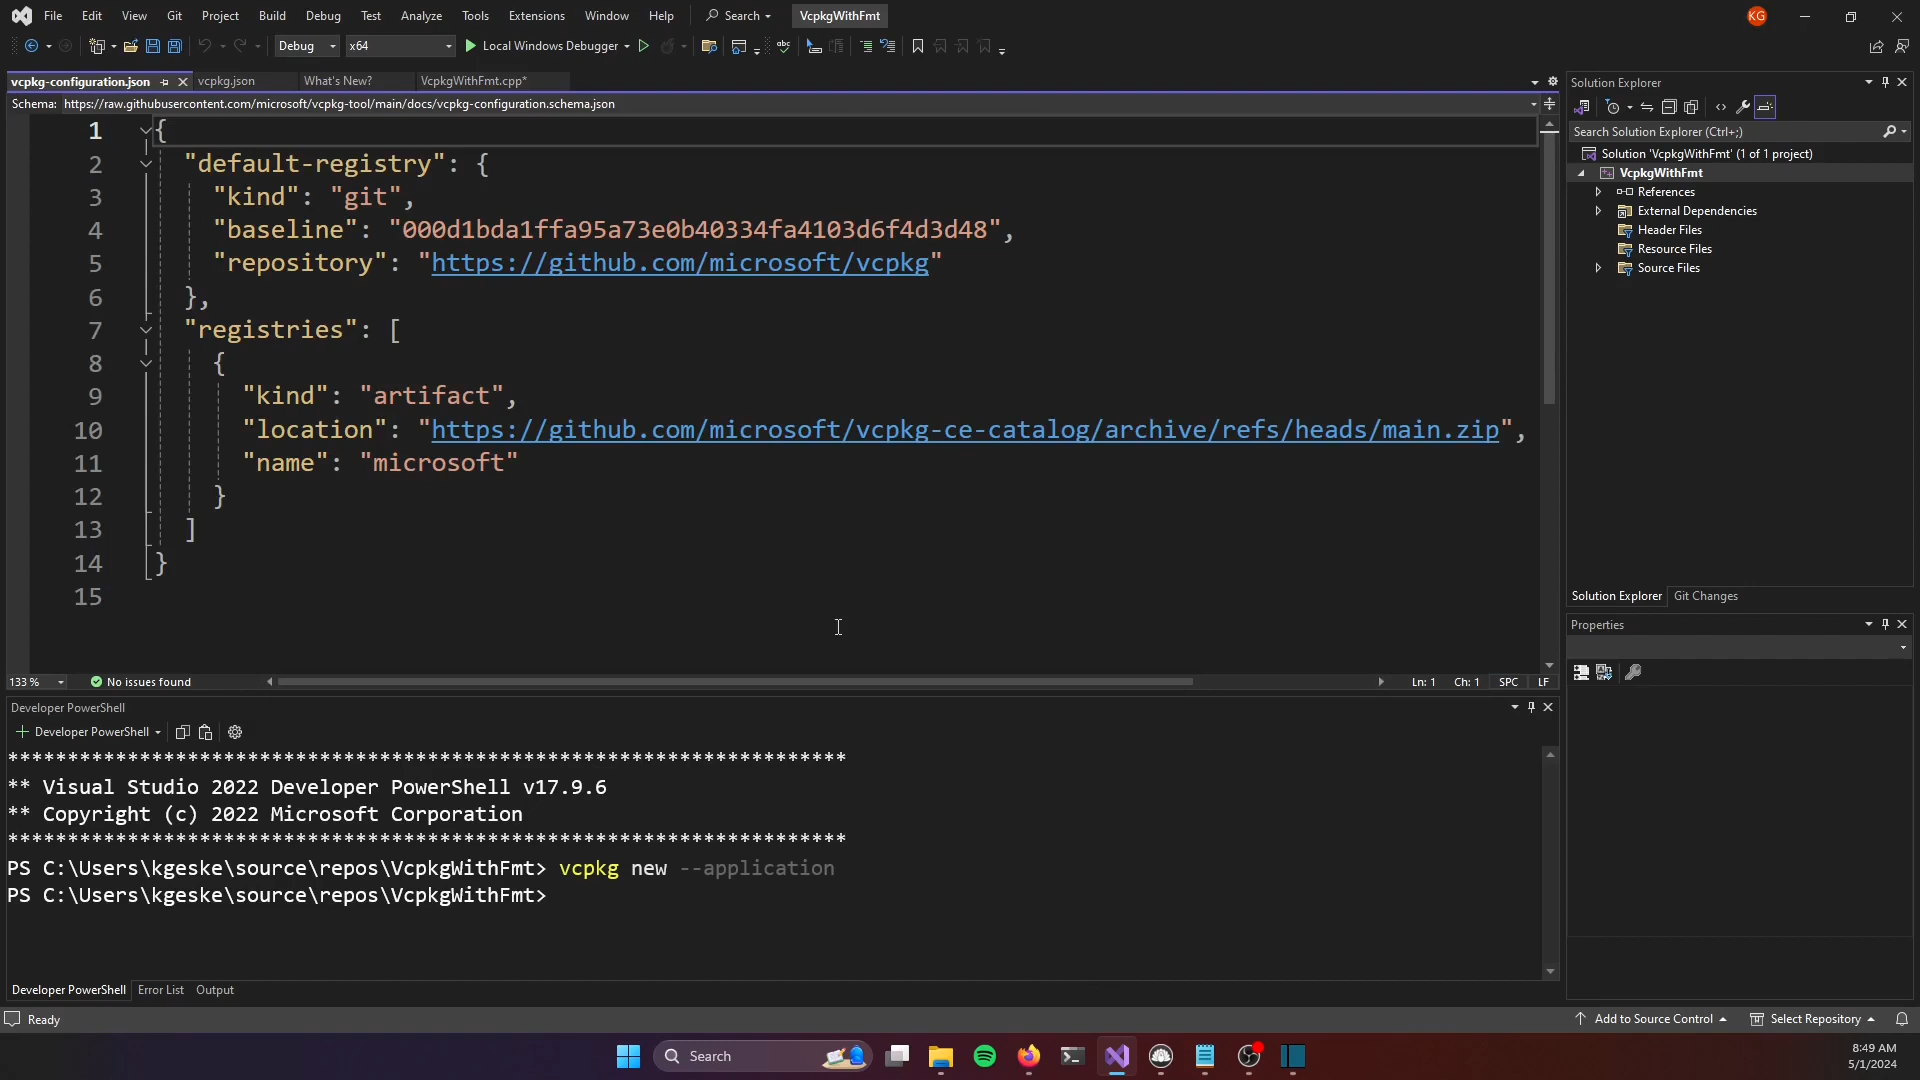 File Edit View Git Project Build Debug Test Analyze Tools Extensions Window Help Search VcpkgWithFmt KG
Debug x64 Local Windows Debugger
vcpkg-configuration.json vcpkg.json What's New? VcpkgWithFmt.cpp*
Schema: https://raw.githubusercontent.com/microsoft/vcpkg-tool/main/docs/vcpkg-configuration.schema.json
1 {
2 "default-registry": {
3 "kind": "git",
4 "baseline": "000d1bda1ffa95a73e0b40334fa4103d6f4d3d48",
5 "repository": "https://github.com/microsoft/vcpkg"
6 },
7 "registries": [
8 {
9 "kind": "artifact",
10 "location": "https://github.com/microsoft/vcpkg-ce-catalog/archive/refs/heads/main.zip",
11 "name": "microsoft"
12 }
13 ]
14 }
15
133 % No issues found Ln: 1 Ch: 1 SPC LF
Developer PowerShell
Developer PowerShell
**********************************************************************
** Visual Studio 2022 Developer PowerShell v17.9.6
** Copyright (c) 2022 Microsoft Corporation
**********************************************************************
PS C:\Users\kgeske\source\repos\VcpkgWithFmt> vcpkg new --application
PS C:\Users\kgeske\source\repos\VcpkgWithFmt>
Developer PowerShell Error List Output
Solution Explorer
Search Solution Explorer (Ctrl+;)
Solution 'VcpkgWithFmt' (1 of 1 project)
VcpkgWithFmt
References
External Dependencies
Header Files
Resource Files
Source Files
Solution Explorer Git Changes
Properties
Ready Add to Source Control Select Repository
Search
8:49 AM
5/1/2024